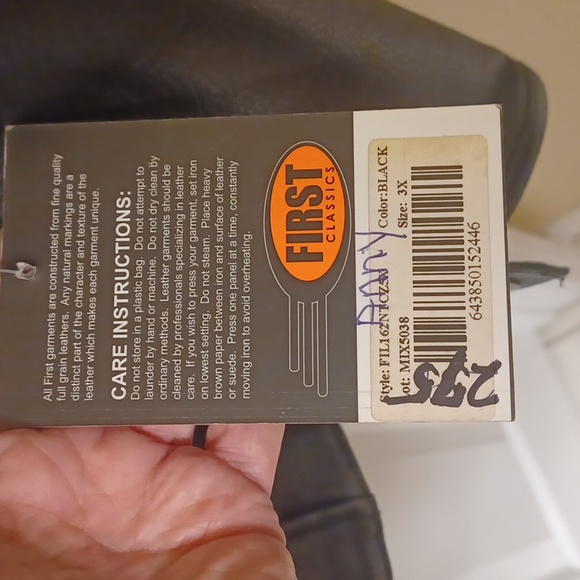 All First garments are constructed from fine quality
full grain leathers. Any natural markings are a
distinct part of the character and texture of the
leather which makes each garment unique.
CARE INSTRUCTIONS:
Do not store in a plastic bag. Do not attempt to
launder by hand or machine. Do not dry clean by
ordinary methods. Leather garments should be
cleaned by professionals specializing in leather
care. If you wish to press your garment, set iron
on lowest setting. Do not steam. Place heavy
brown paper between iron and surface of leather
or suede. Press one panel at a time, constantly
moving iron to avoid overheating.
FIRST
CLASSICS
Anny
Color:BLACK
ot: MIX5038 Size: 3X
643850152446
275